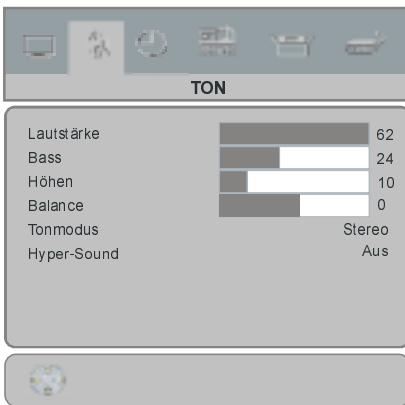 TON
Lautstärke 62
Bass 24
Höhen 10
Balance 0
Tonmodus Stereo
Hyper-Sound Aus